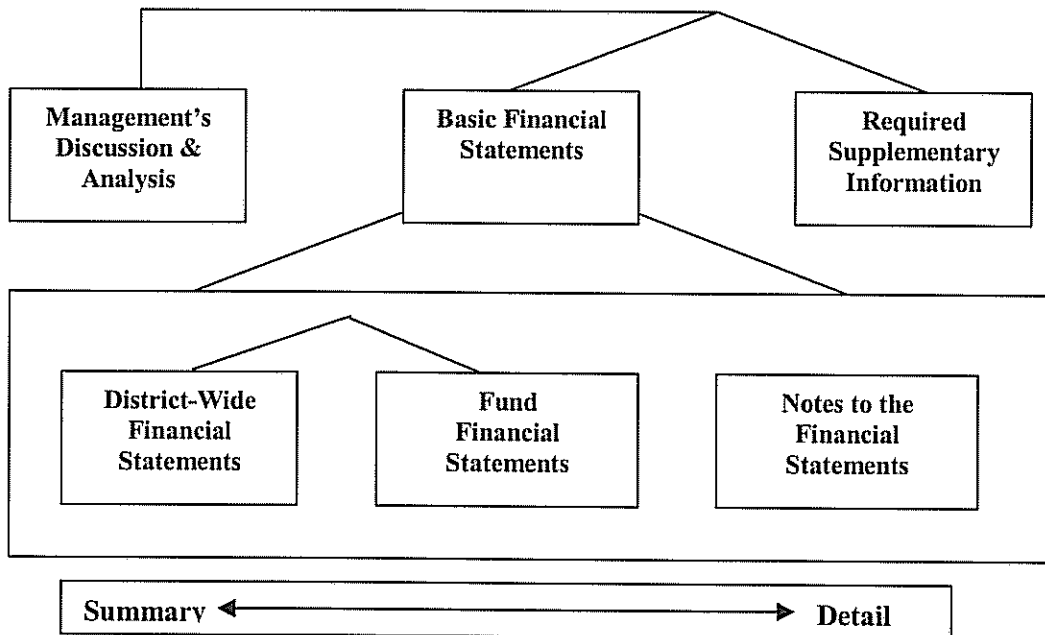 Management's
Discussion &
Analysis
Basic Financial
Statements
Required
Supplementary
Information
District-Wide
Financial
Statements
Fund
Financial
Statements
Notes to the
Financial
Statements
Summary
Detail